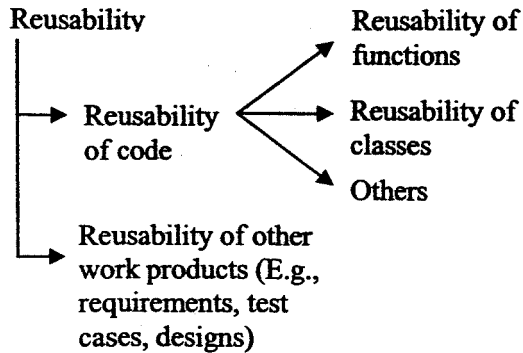 Reusability
Reusability
of code
Reusability of
functions
Reusability of
classes
Others
Reusability of other
work products (E.g.,
requirements, test
cases, designs)